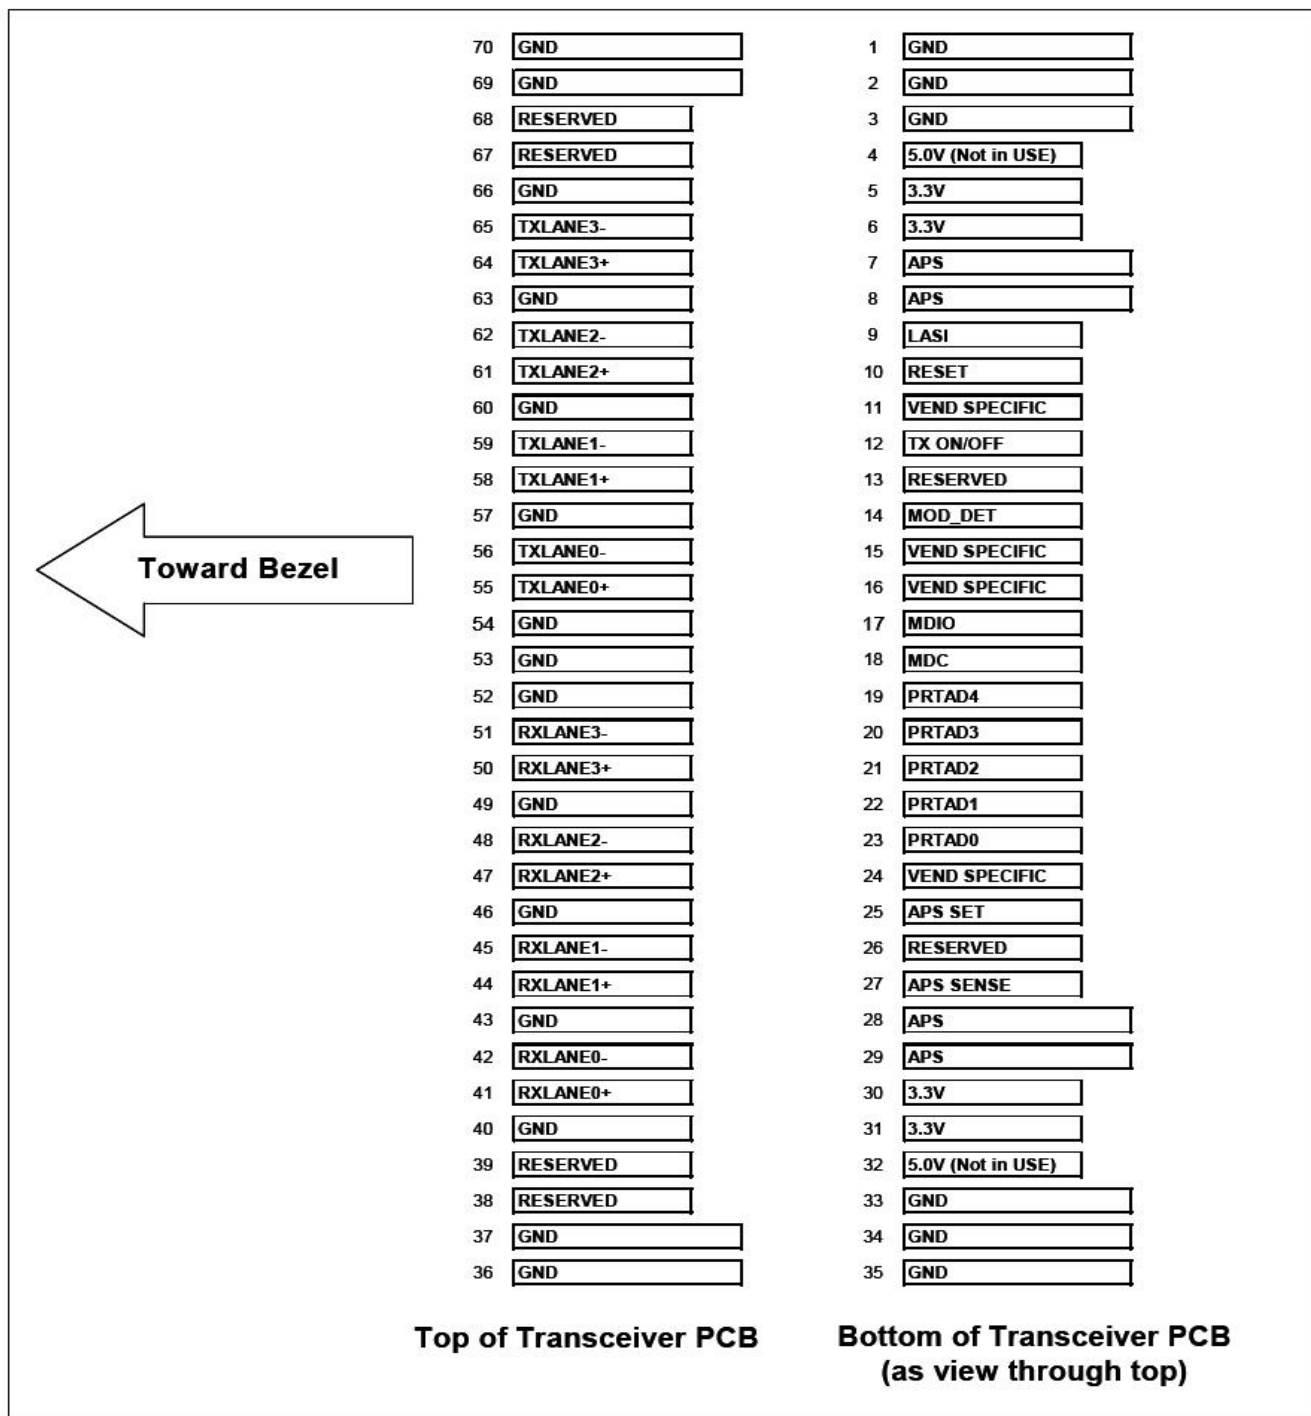 70 GND 1 GND
69 GND 2 GND
68 RESERVED 3 GND
67 RESERVED 4 5.0V (Not in USE)
66 GND 5 3.3V
65 TXLANE3- 6 3.3V
64 TXLANE3+ 7 APS
63 GND 8 APS
62 TXLANE2- 9 LASI
61 TXLANE2+ 10 RESET
60 GND 11 VEND SPECIFIC
59 TXLANE1- 12 TX ON/OFF
58 TXLANE1+ 13 RESERVED
57 GND 14 MOD_DET
56 TXLANE0- 15 VEND SPECIFIC
Toward Bezel
55 TXLANE0+ 16 VEND SPECIFIC
54 GND 17 MDIO
53 GND 18 MDC
52 GND 19 PRTAD4
51 RXLANE3- 20 PRTAD3
50 RXLANE3+ 21 PRTAD2
49 GND 22 PRTAD1
48 RXLANE2- 23 PRTAD0
47 RXLANE2+ 24 VEND SPECIFIC
46 GND 25 APS SET
45 RXLANE1- 26 RESERVED
44 RXLANE1+ 27 APS SENSE
43 GND 28 APS
42 RXLANE0- 29 APS
41 RXLANE0+ 30 3.3V
40 GND 31 3.3V
39 RESERVED 32 5.0V (Not in USE)
38 RESERVED 33 GND
37 GND 34 GND
36 GND 35 GND
Top of Transceiver PCB Bottom of Transceiver PCB
(as view through top)